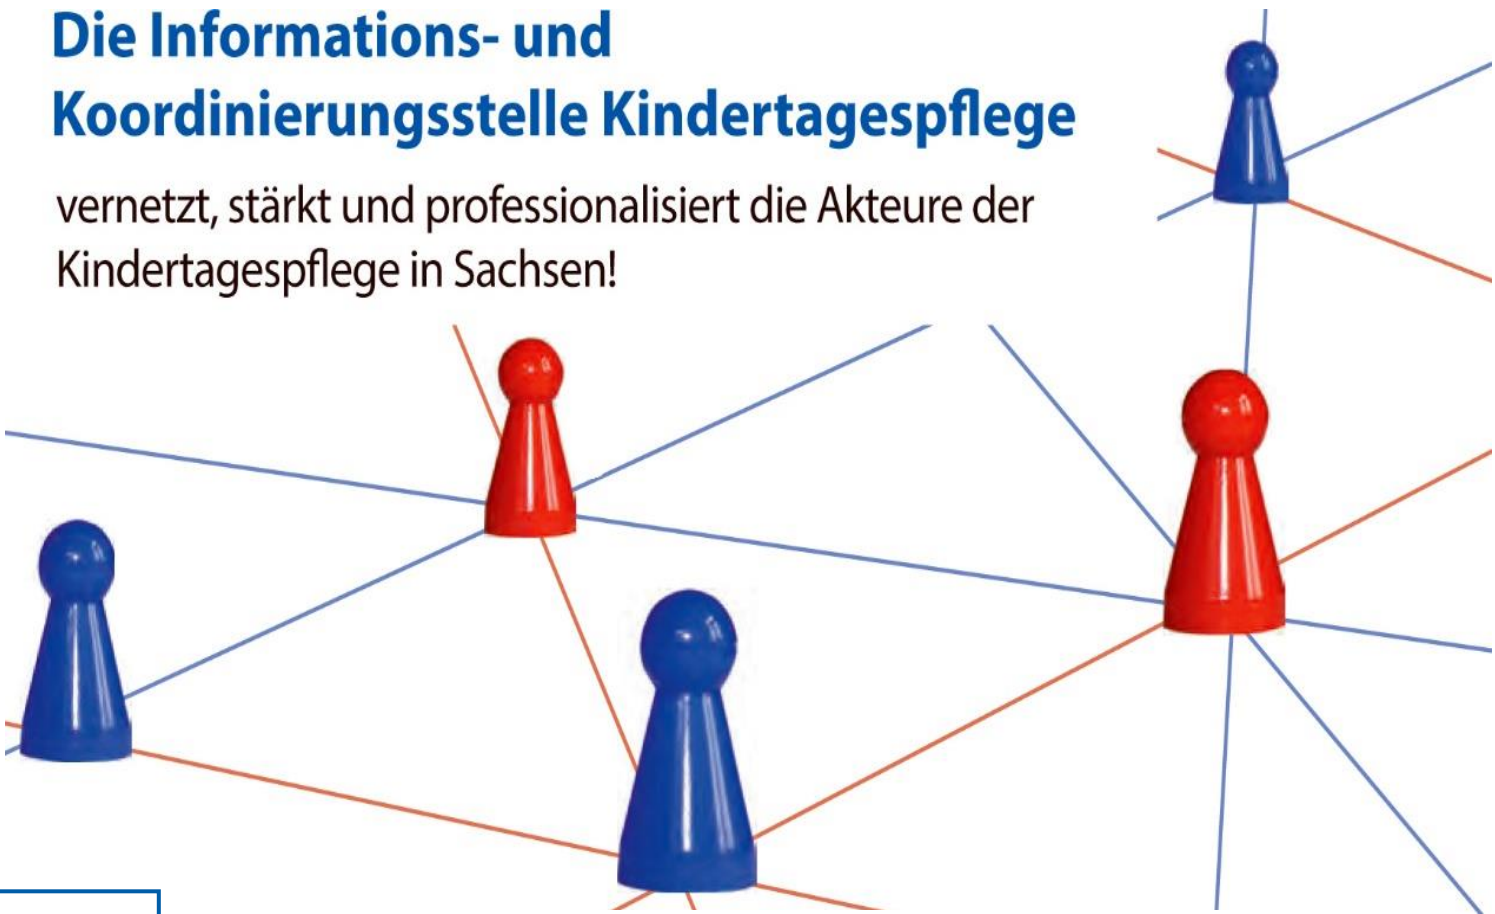 Die Informations- und
Koordinierungsstelle Kindertagespflege
vernetzt, stärkt und professionalisiert die Akteure der
Kindertagespflege in Sachsen!